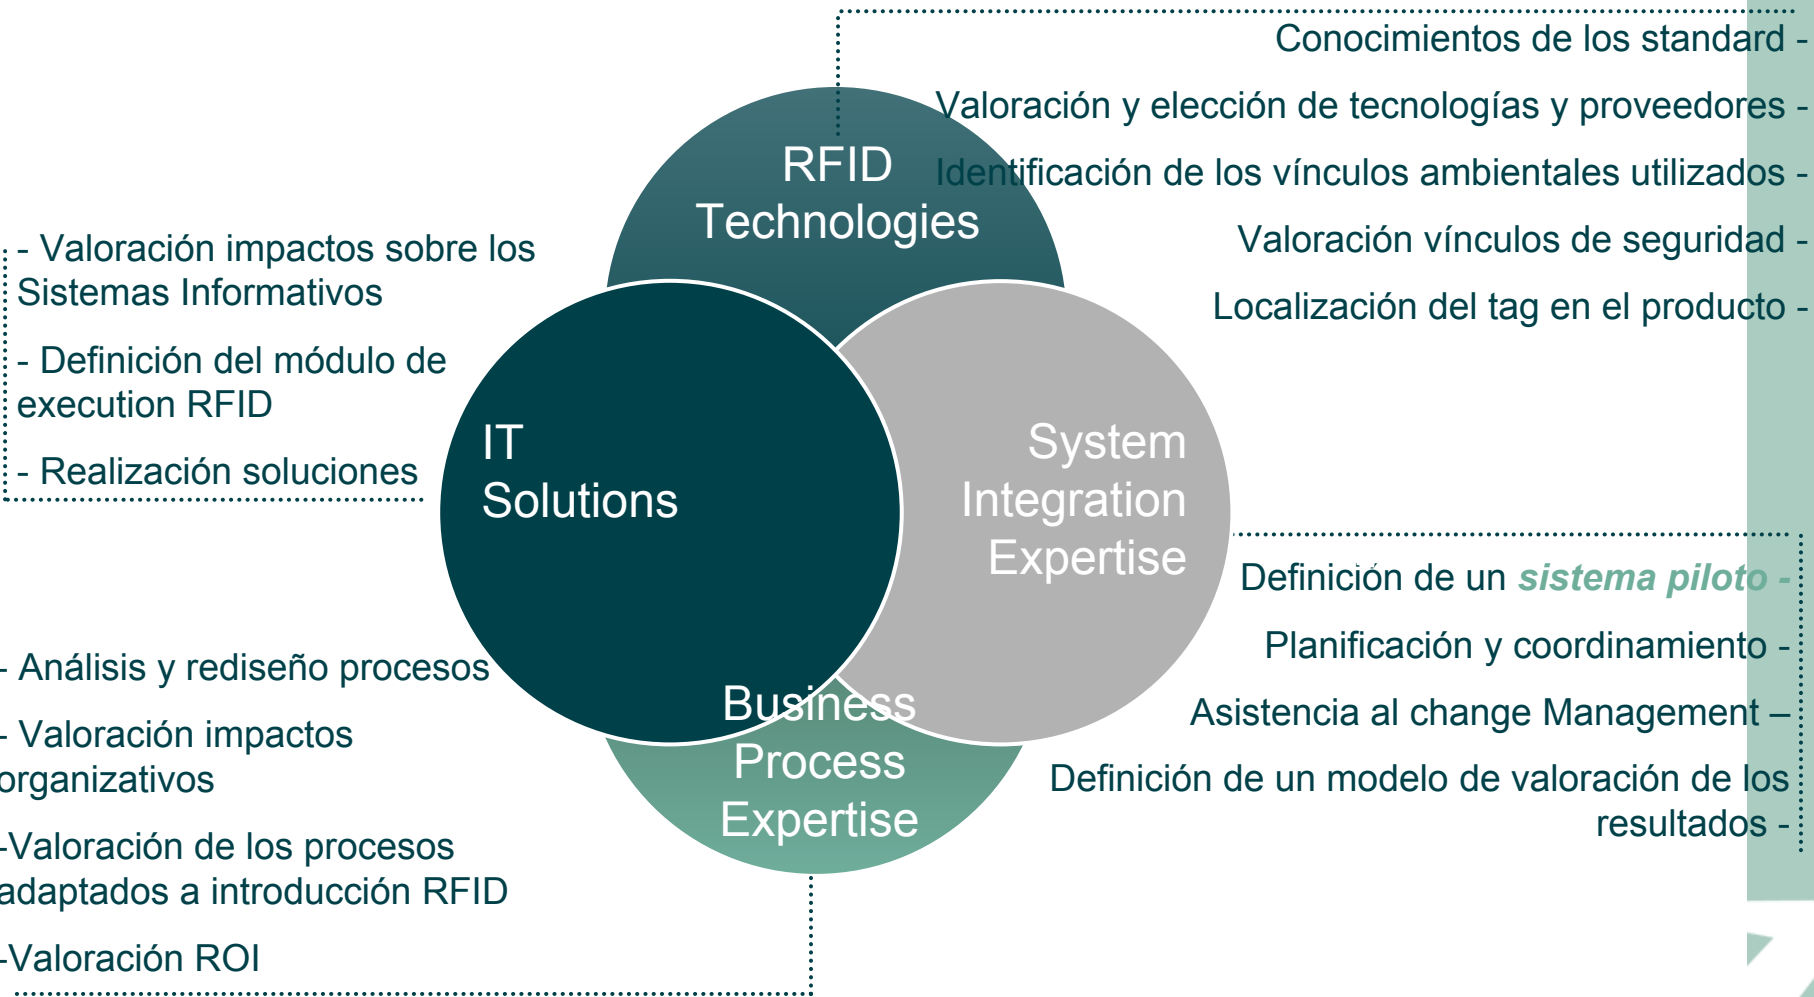 Conocimientos de los standard -
Valoración y elección de tecnologías y proveedores -
Identificación de los vínculos ambientales utilizados -
Valoración vínculos de seguridad -
Localización del tag en el producto -
RFID
Technologies
- Valoración impactos sobre los
Sistemas Informativos
- Definición del módulo de
execution RFID
- Realización soluciones
IT
Solutions
System
Integration
Expertise
Definición de un sistema piloto -
Planificación y coordinamiento -
Asistencia al change Management –
Definición de un modelo de valoración de los
resultados -
- Análisis y rediseño procesos
- Valoración impactos
organizativos
-Valoración de los procesos
adaptados a introducción RFID
-Valoración ROI
Business
Process
Expertise